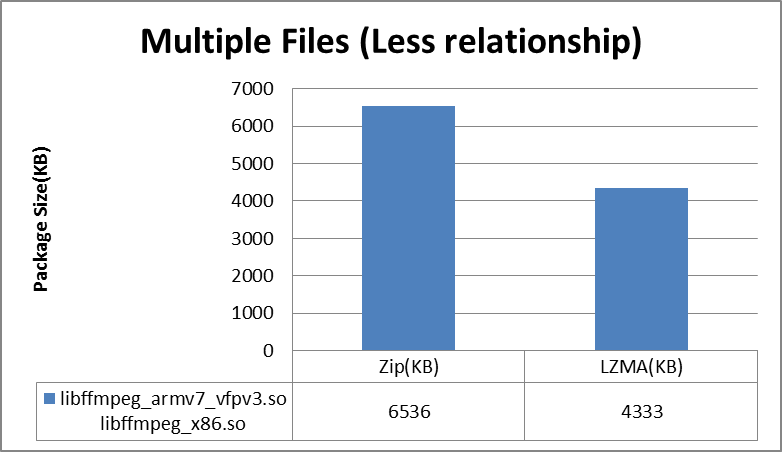 Multiple Files (Less relationship)
Package Size(KB)
7000
6000
5000
4000
3000
2000
1000
0
Zip(KB)
LZMA(KB)
libffmpeg_armv7_vfpv3.so
libffmpeg_x86.so
6536
4333